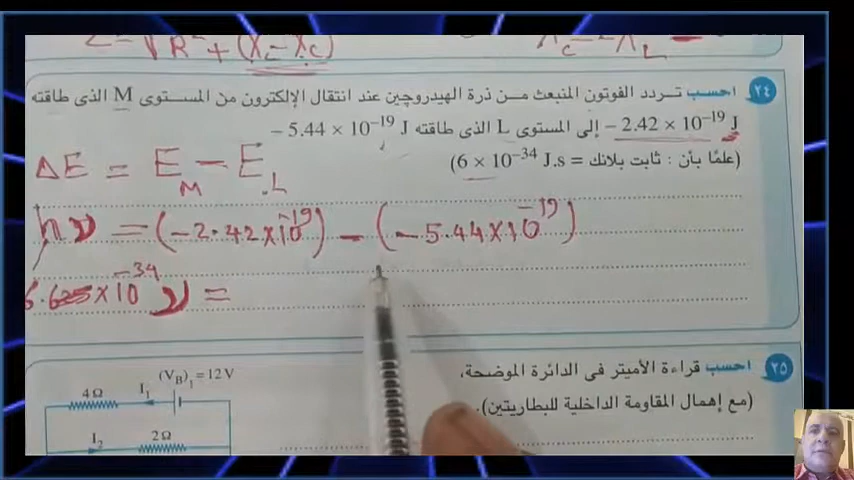 Z = √R² + (X_L - X_C)
X_C - X_L
٢٤ احسب تردد الفوتون المنبعث من ذرة الهيدروچين عند انتقال الإلكترون من المستوى M الذى طاقته
− 2.42 × 10⁻¹⁹ J إلى المستوى L الذى طاقته − 5.44 × 10⁻¹⁹ J
(علمًا بأن : ثابت بلانك = 6 × 10⁻³⁴ J.s)
ΔE = E_M − E_L
hν = (−2.42×10⁻¹⁹) − (−5.44×10⁻¹⁹)
6.625×10⁻³⁴ ν =
٢٥ احسب قراءة الأميتر فى الدائرة الموضحة،
(مع إهمال المقاومة الداخلية للبطاريتين).
(V_B)₁ = 12 V
4Ω I₁
I₂ 2Ω